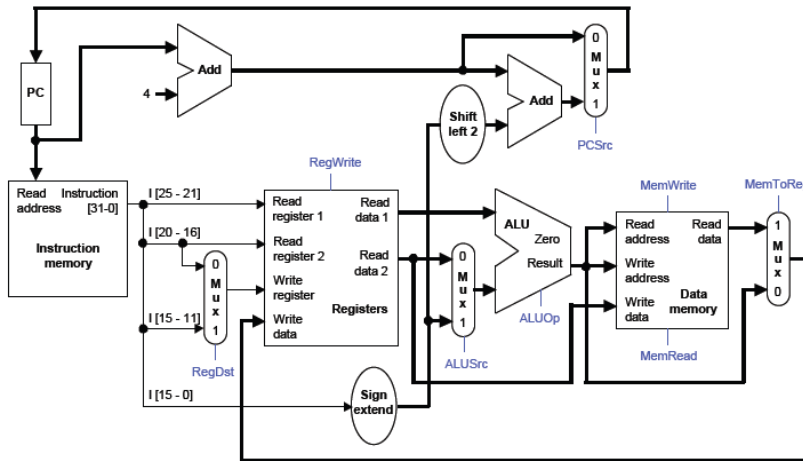 0
M
u
x
1
Add
PC
4
Add
Shift
left 2
PCSrc
RegWrite
MemWrite
MemToRe
Read
address
Instruction
[31-0]
Instruction
memory
I [25 - 21]
I [20 - 16]
I [15 - 11]
I [15 - 0]
0
M
u
x
1
RegDst
Read
register 1
Read
register 2
Write
register
Write
data
Read
data 1
Read
data 2
Registers
Sign
extend
0
M
u
x
1
ALUSrc
ALU
Zero
Result
ALUOp
Read
address
Write
address
Write
data
Read
data
Data
memory
MemRead
1
M
u
x
0